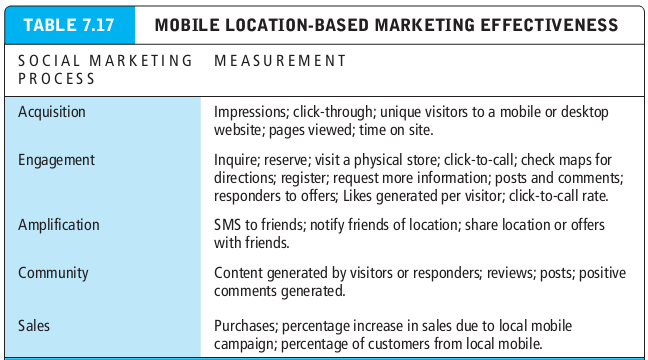 TABLE 7.17 MOBILE LOCATION-BASED MARKETING EFFECTIVENESS
SOCIAL MARKETING MEASUREMENT
PROCESS
Acquisition Impressions; click-through; unique visitors to a mobile or desktop
website; pages viewed; time on site.
Engagement Inquire; reserve; visit a physical store; click-to-call; check maps for
directions; register; request more information; posts and comments;
responders to offers; Likes generated per visitor; click-to-call rate.
Amplification SMS to friends; notify friends of location; share location or offers
with friends.
Community Content generated by visitors or responders; reviews; posts; positive
comments generated.
Sales Purchases; percentage increase in sales due to local mobile
campaign; percentage of customers from local mobile.